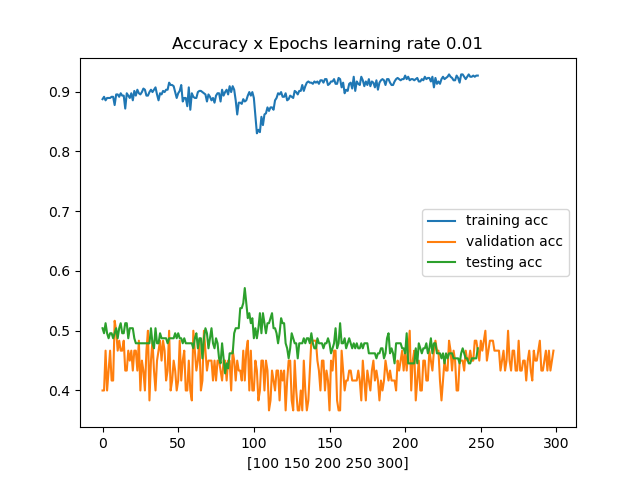 Accuracy x Epochs learning rate 0.01
0.9
0.8
0.7
0.6
0.5
0.4
training acc
validation acc
testing acc
0 50 100 150 200 250 300
[100 150 200 250 300]